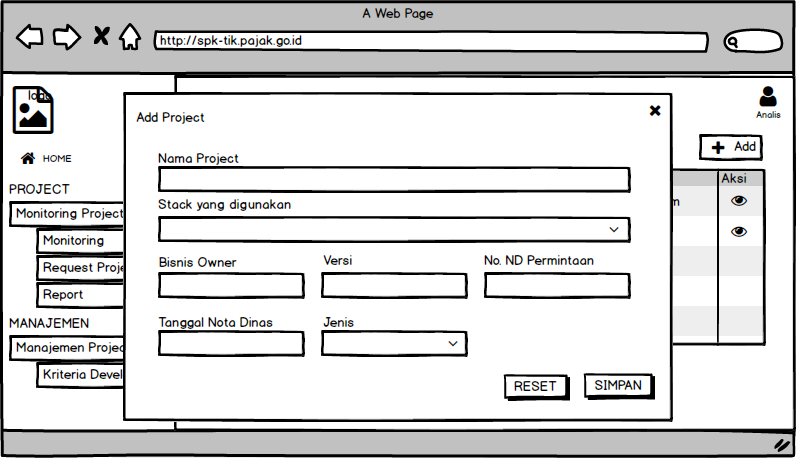 A Web Page
http://spk-tik.pajak.go.id
logo
Analis
Add Project
Add
HOME
Nama Project
PROJECT
Aksi
Monitoring Project
Stack yang digunakan
Monitoring
Bisnis Owner
Versi
No. ND Permintaan
Request Proje
Report
MANAJEMEN
Tanggal Nota Dinas
Jenis
Manajemen Projec
Kriteria Devel
RESET
SIMPAN